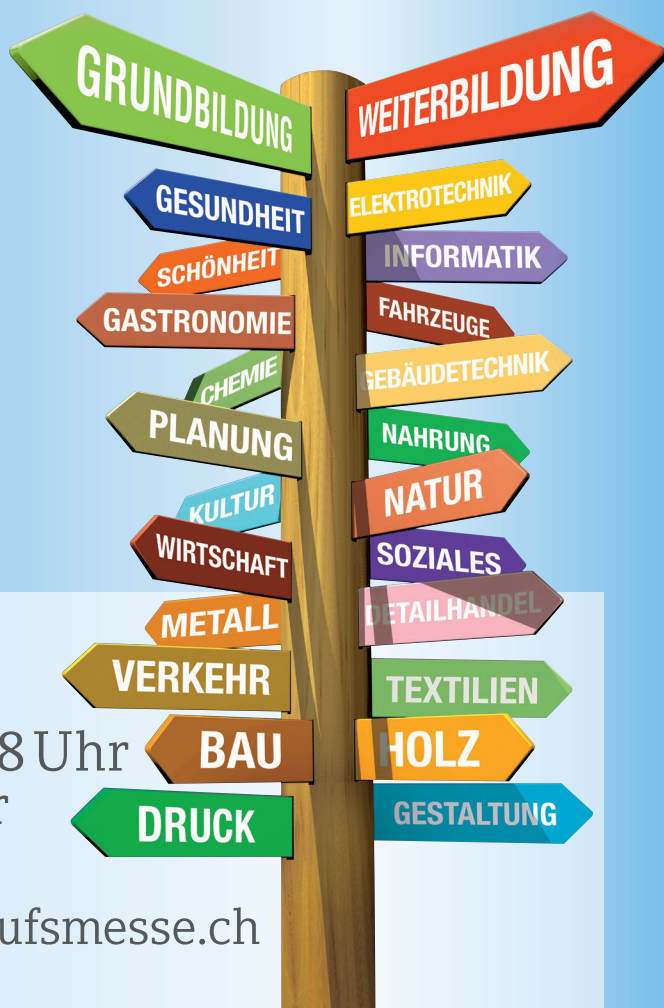 GRUNDBILDUNG
WEITERBILDUNG
GESUNDHEIT
ELEKTROTECHNIK
SCHÖNHEIT
INFORMATIK
GASTRONOMIE
FAHRZEUGE
CHEMIE
GEBÄUDETECHNIK
PLANUNG
NAHRUNG
KULTUR
NATUR
WIRTSCHAFT
SOZIALES
METALL
DETAILHANDEL
VERKEHR
TEXTILIEN
8 Uhr
BAU
HOLZ
r
DRUCK
GESTALTUNG
ufsmesse.ch